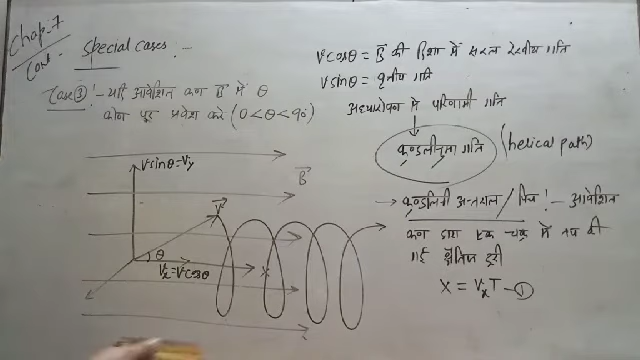 Chap.-7
Cont.
Special Cases :-
Case ③ :- यदि आवेशित कण B⃗ में θ
कोण पर प्रवेश करे (0<θ<90°)
vcosθ = B⃗ की दिशा में सरल रेखीय गति
vsinθ = वृत्तीय गति
अध्यारोपण में परिणामी गति
कुण्डलीनुमा गति (helical path)
→ कुण्डलिनी अन्तराल/पिच :- आवेशित
कण द्वारा एक चक्र में तय की
गई क्षैतिज दूरी
X = VₓT —①
Vsinθ=Vy
B⃗
V⃗
θ
Vₓ=Vcosθ
X